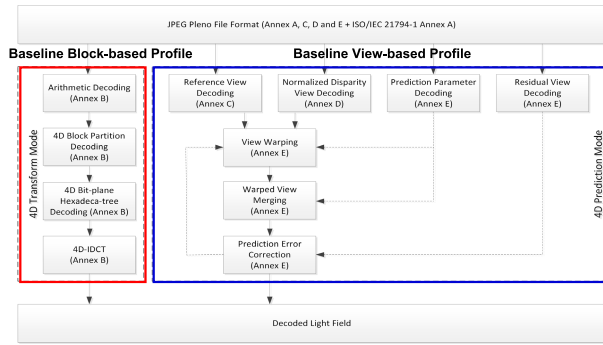 JPEG Pleno File Format (Annex A, C, D and E + ISO/IEC 21794-1 Annex A)
Baseline Block-based Profile
Baseline View-based Profile
4D Transform Mode
Arithmetic Decoding
(Annex B)
4D Block Partition
Decoding
(Annex B)
4D Bit-plane
Hexadeca-tree
Decoding (Annex B)
4D-IDCT
(Annex B)
Reference View
Decoding
(Annex C)
Normalized Disparity
View Decoding
(Annex D)
Prediction Parameter
Decoding
(Annex E)
Residual View
Decoding
(Annex E)
View Warping
(Annex E)
Warped View
Merging
(Annex E)
Prediction Error
Correction
(Annex E)
4D Prediction Mode
Decoded Light Field